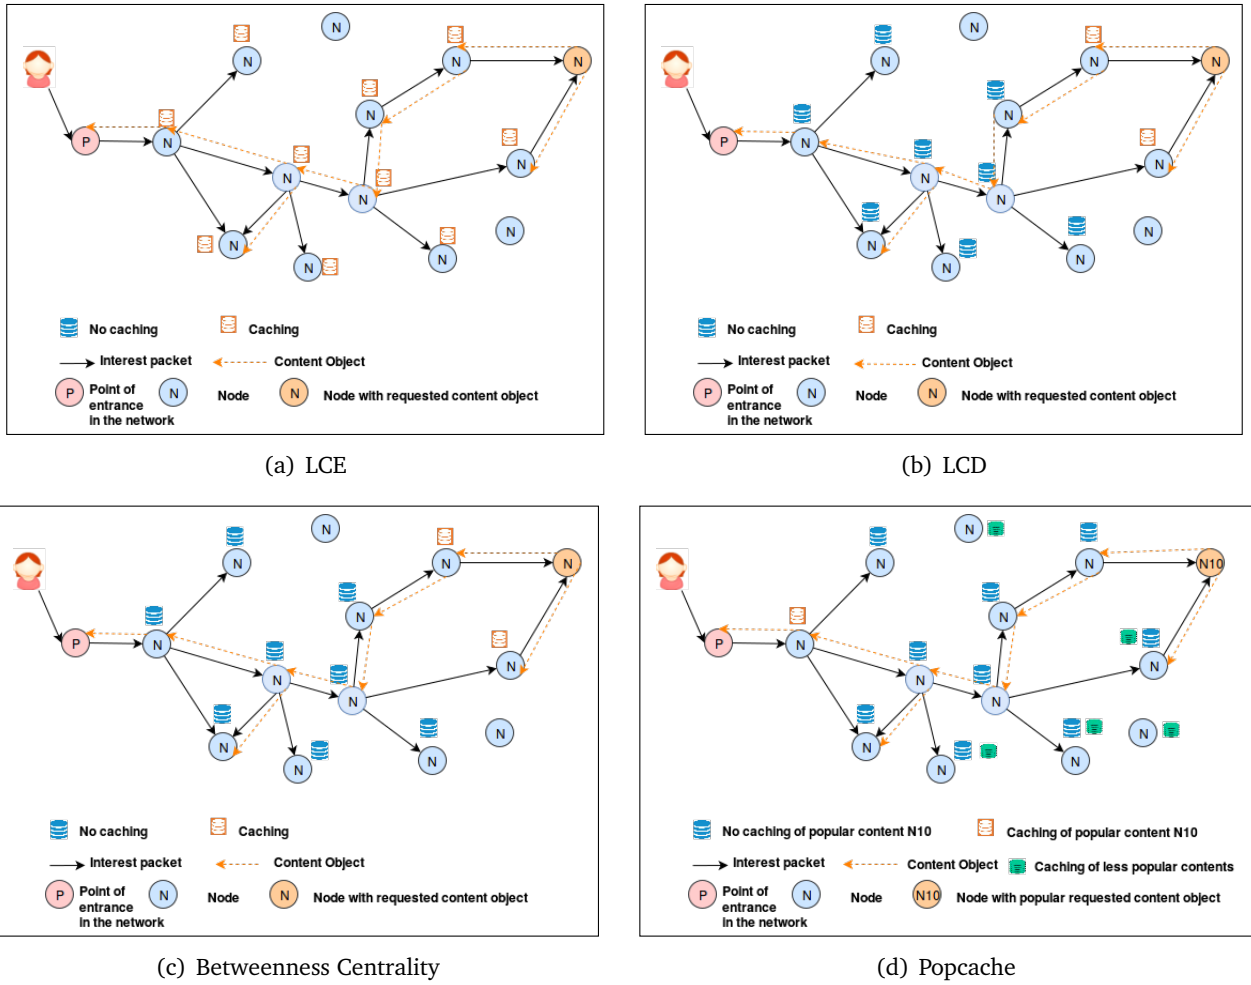 N
N
N
N
N
P
N
N
N
N
N
N
N
N
No caching Caching
Interest packet Content Object
P Point of entrance in the network N Node N Node with requested content object
(a) LCE
N
N
N
N
N
P
N
N
N
N
N
N
N
N
No caching Caching
Interest packet Content Object
P Point of entrance in the network N Node N Node with requested content object
(b) LCD
N
N
N
N
N
P
N
N
N
N
N
N
N
N
No caching Caching
Interest packet Content Object
P Point of entrance in the network N Node N Node with requested content object
(c) Betweenness Centrality
N
N
N
N10
N
P
N
N
N
N
N
N
N
N
No caching of popular content N10 Caching of popular content N10
Interest packet Content Object Caching of less popular contents
P Point of entrance in the network N Node N10 Node with popular requested content object
(d) Popcache